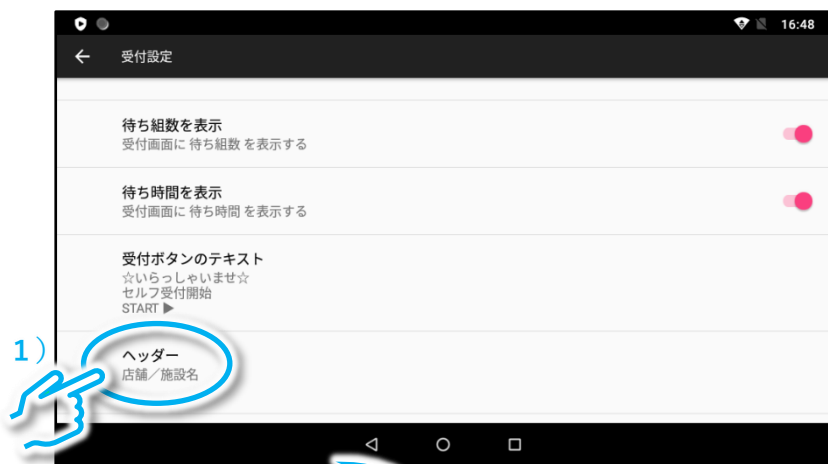 16:48
受付設定
待ち組数を表示
受付画面に 待ち組数 を表示する
待ち時間を表示
受付画面に 待ち時間 を表示する
受付ボタンのテキスト
☆いらっしゃいませ☆
セルフ受付開始
START ▶
1）
ヘッダー
店舗／施設名